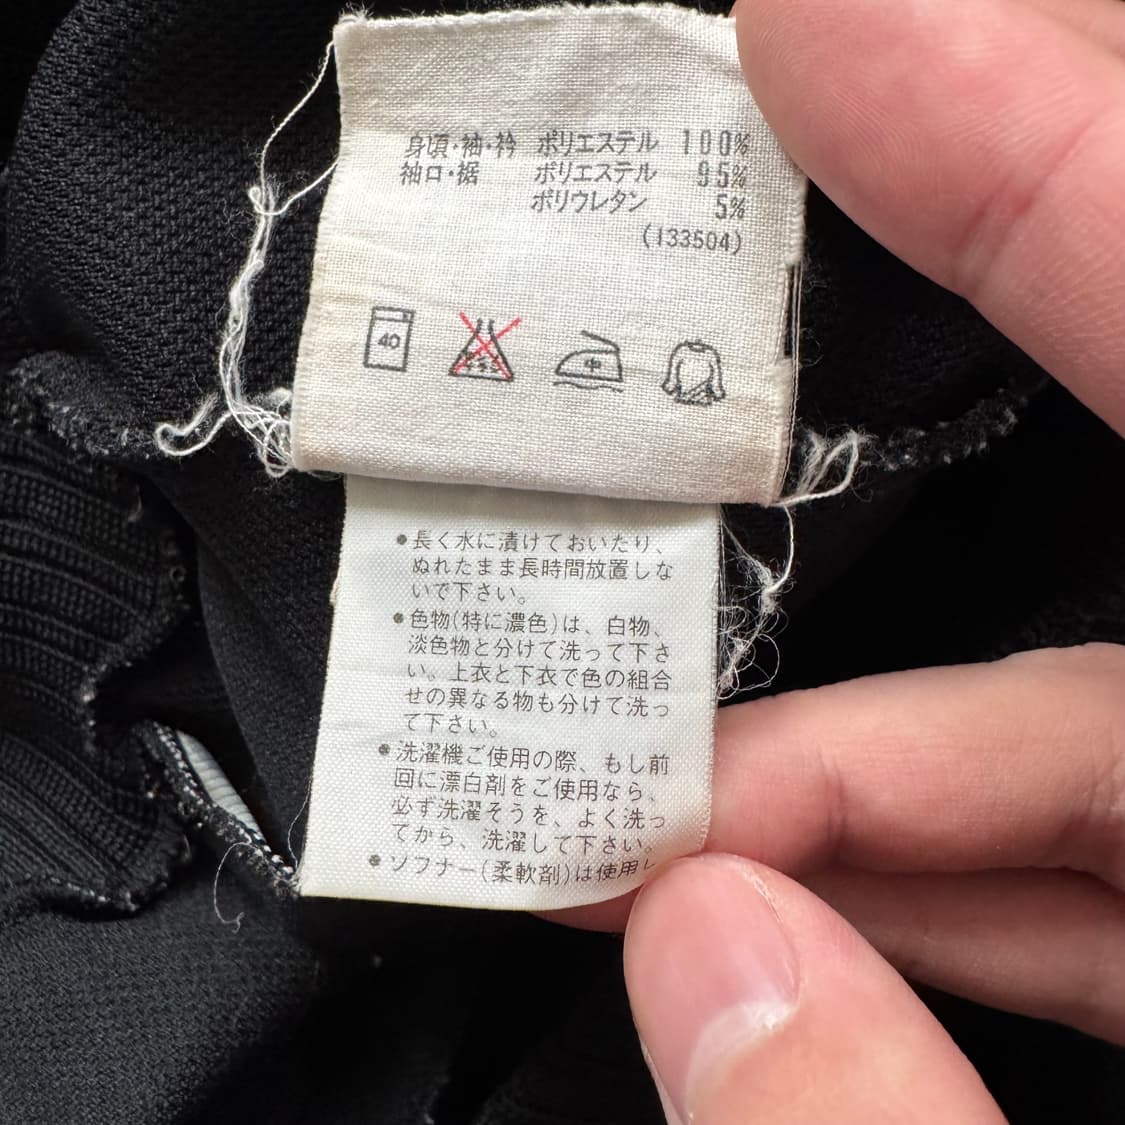 身頃・袖・衿 ポリエステル 100%
袖口・裾 ポリエステル 95%
ポリウレタン 5%
(133504)
40
中
●長く水に漬けておいたり、
ぬれたまま長時間放置しな
いで下さい。
●色物(特に濃色)は、白物、
淡色物と分けて洗って下さ
い。上衣と下衣で色の組合
せの異なる物も分けて洗っ
て下さい。
●洗濯機ご使用の際、もし前
回に漂白剤をご使用なら、
必ず洗濯そうを、よく洗っ
てから、洗濯して下さい。
●ソフナー(柔軟剤)は使用し